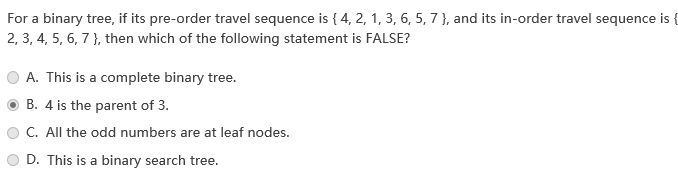 For a binary tree, if its pre-order travel sequence is { 4, 2, 1, 3, 6, 5, 7 }, and its in-order travel sequence is {
2, 3, 4, 5, 6, 7 }, then which of the following statement is FALSE?
A. This is a complete binary tree.
B. 4 is the parent of 3.
C. All the odd numbers are at leaf nodes.
D. This is a binary search tree.